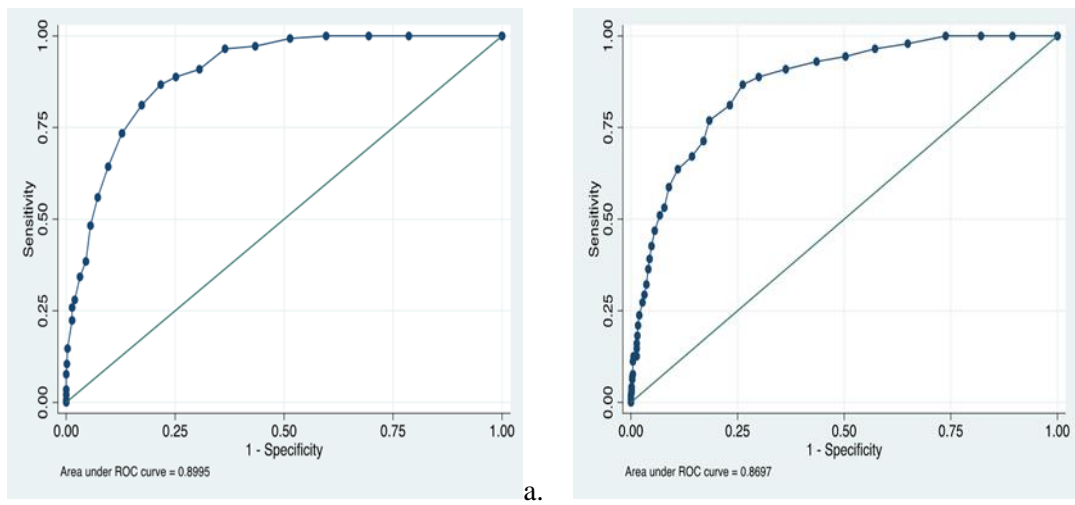 Sensitivity
1.00
0.75
0.50
0.25
0.00
0.00 0.25 0.50 0.75 1.00
1 - Specificity
Area under ROC curve = 0.8995
a.
Sensitivity
1.00
0.75
0.50
0.25
0.00
0.00 0.25 0.50 0.75 1.00
1 - Specificity
Area under ROC curve = 0.8697